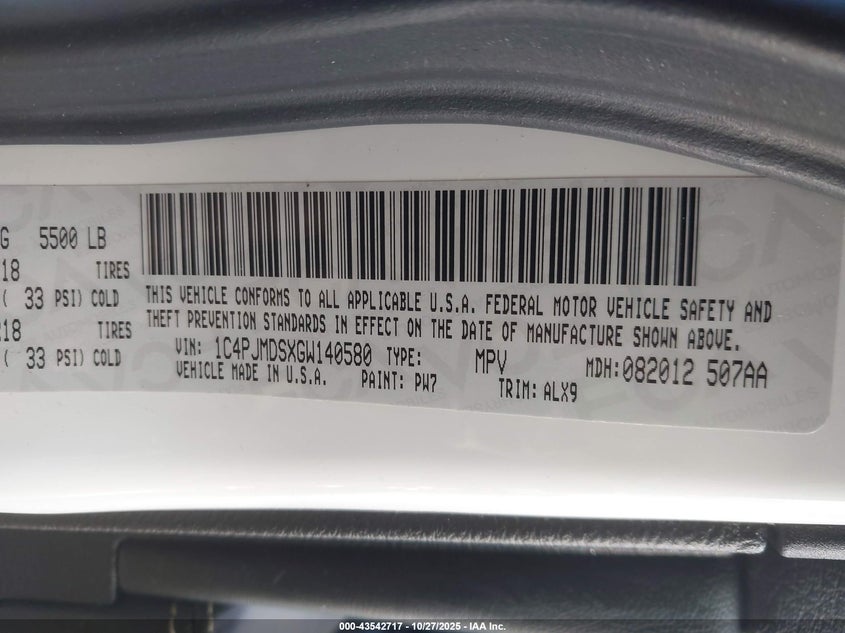 G 5500 LB
18 TIRES
( 33 PSI) COLD
218 TIRES
( 33 PSI) COLD
THIS VEHICLE CONFORMS TO ALL APPLICABLE U.S.A. FEDERAL MOTOR VEHICLE SAFETY AND
THEFT PREVENTION STANDARDS IN EFFECT ON THE DATE OF MANUFACTURE SHOWN ABOVE.
VIN: 1C4PJMDSXGW140580 TYPE: MPV MDH:082012 507AA
VEHICLE MADE IN U.S.A. PAINT: PW7 TRIM: ALX9
000-43542717 - 10/27/2025 - IAA Inc.